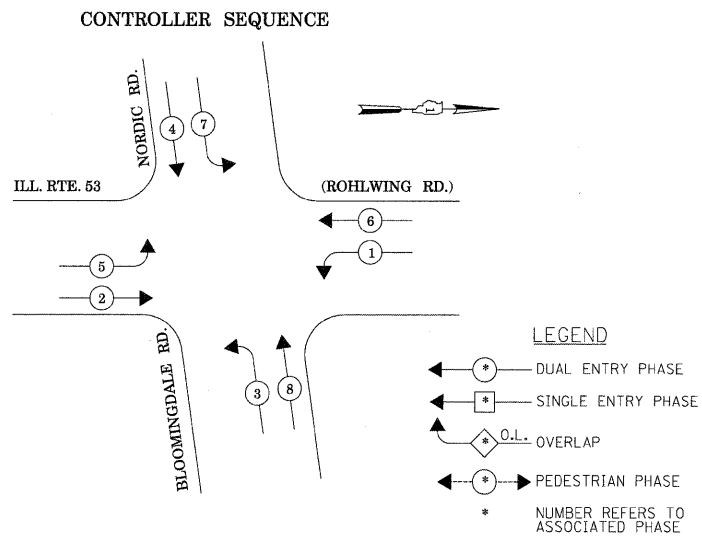 CONTROLLER SEQUENCE
NORDIC RD.
4
7
ILL. RTE. 53
(ROHLWING RD.)
6
1
5
2
BLOOMINGDALE RD.
3
8
LEGEND
* DUAL ENTRY PHASE
* SINGLE ENTRY PHASE
* O.L. OVERLAP
* PEDESTRIAN PHASE
* NUMBER REFERS TO
ASSOCIATED PHASE